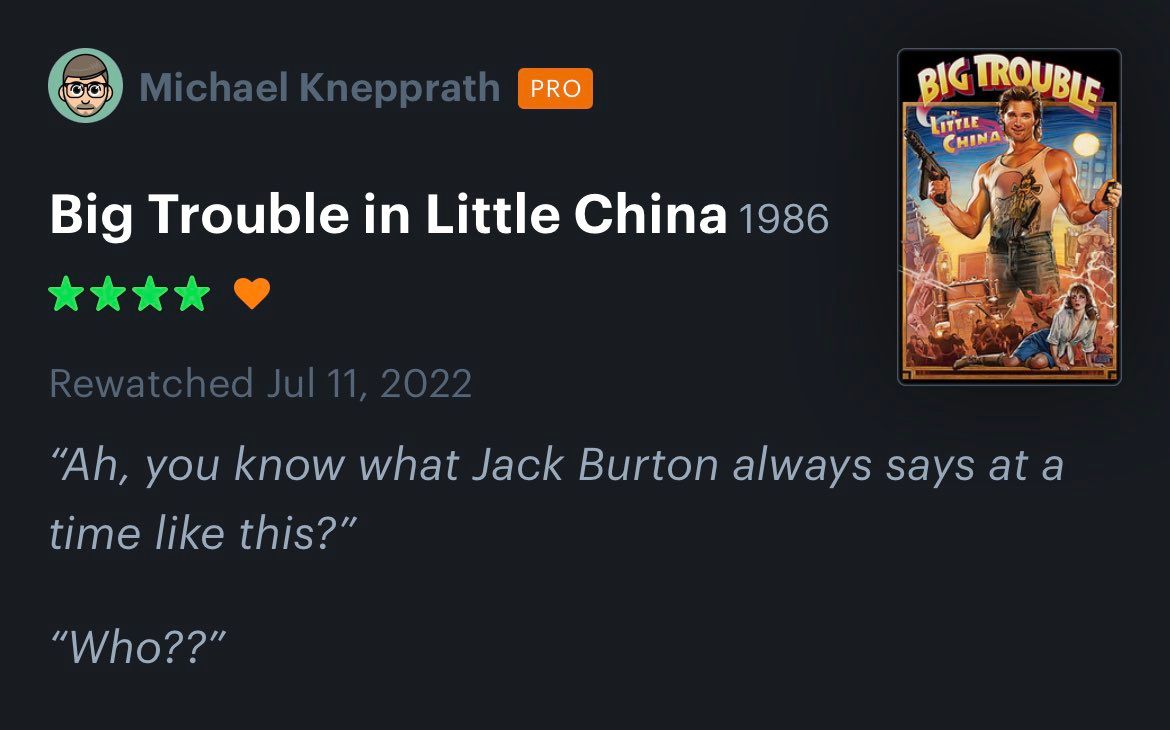 Michael Knepprath PRO
BIG TROUBLE
IN
LITTLE
CHINA
Big Trouble in Little China 1986
Rewatched Jul 11, 2022
“Ah, you know what Jack Burton always says at a
time like this?”
“Who??”